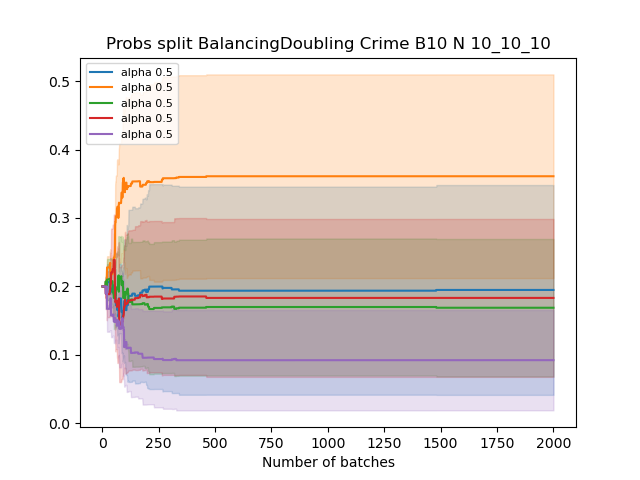 Probs split BalancingDoubling Crime B10 N 10_10_10
alpha 0.5
alpha 0.5
alpha 0.5
alpha 0.5
alpha 0.5
0.5
0.4
0.3
0.2
0.1
0.0
0 250 500 750 1000 1250 1500 1750 2000
Number of batches